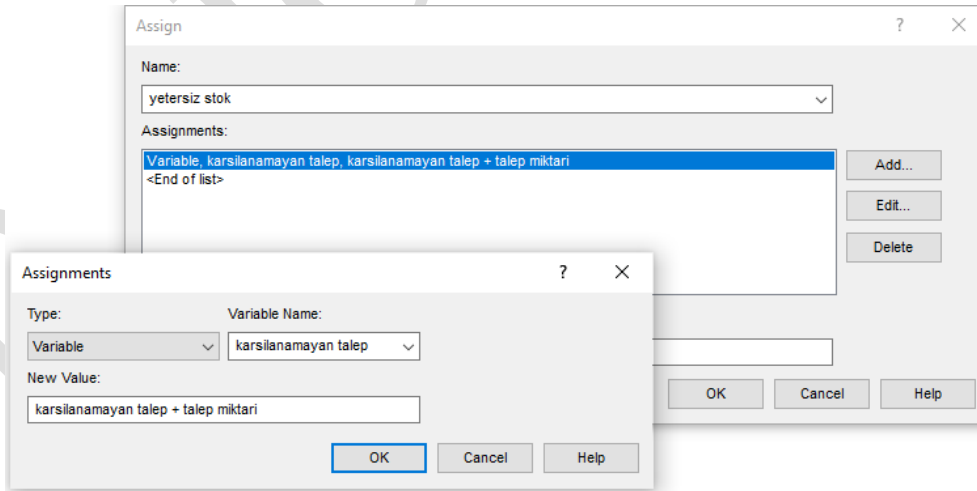 Assign ?
Name:
yetersiz stok
Assignments:
Variable, karsilanamayan talep, karsilanamayan talep + talep miktari
<End of list>
Add...
Edit...
Delete
OK Cancel Help
Assignments ?
Type: Variable Name:
Variable karsilanamayan talep
New Value:
karsilanamayan talep + talep miktari
OK Cancel Help